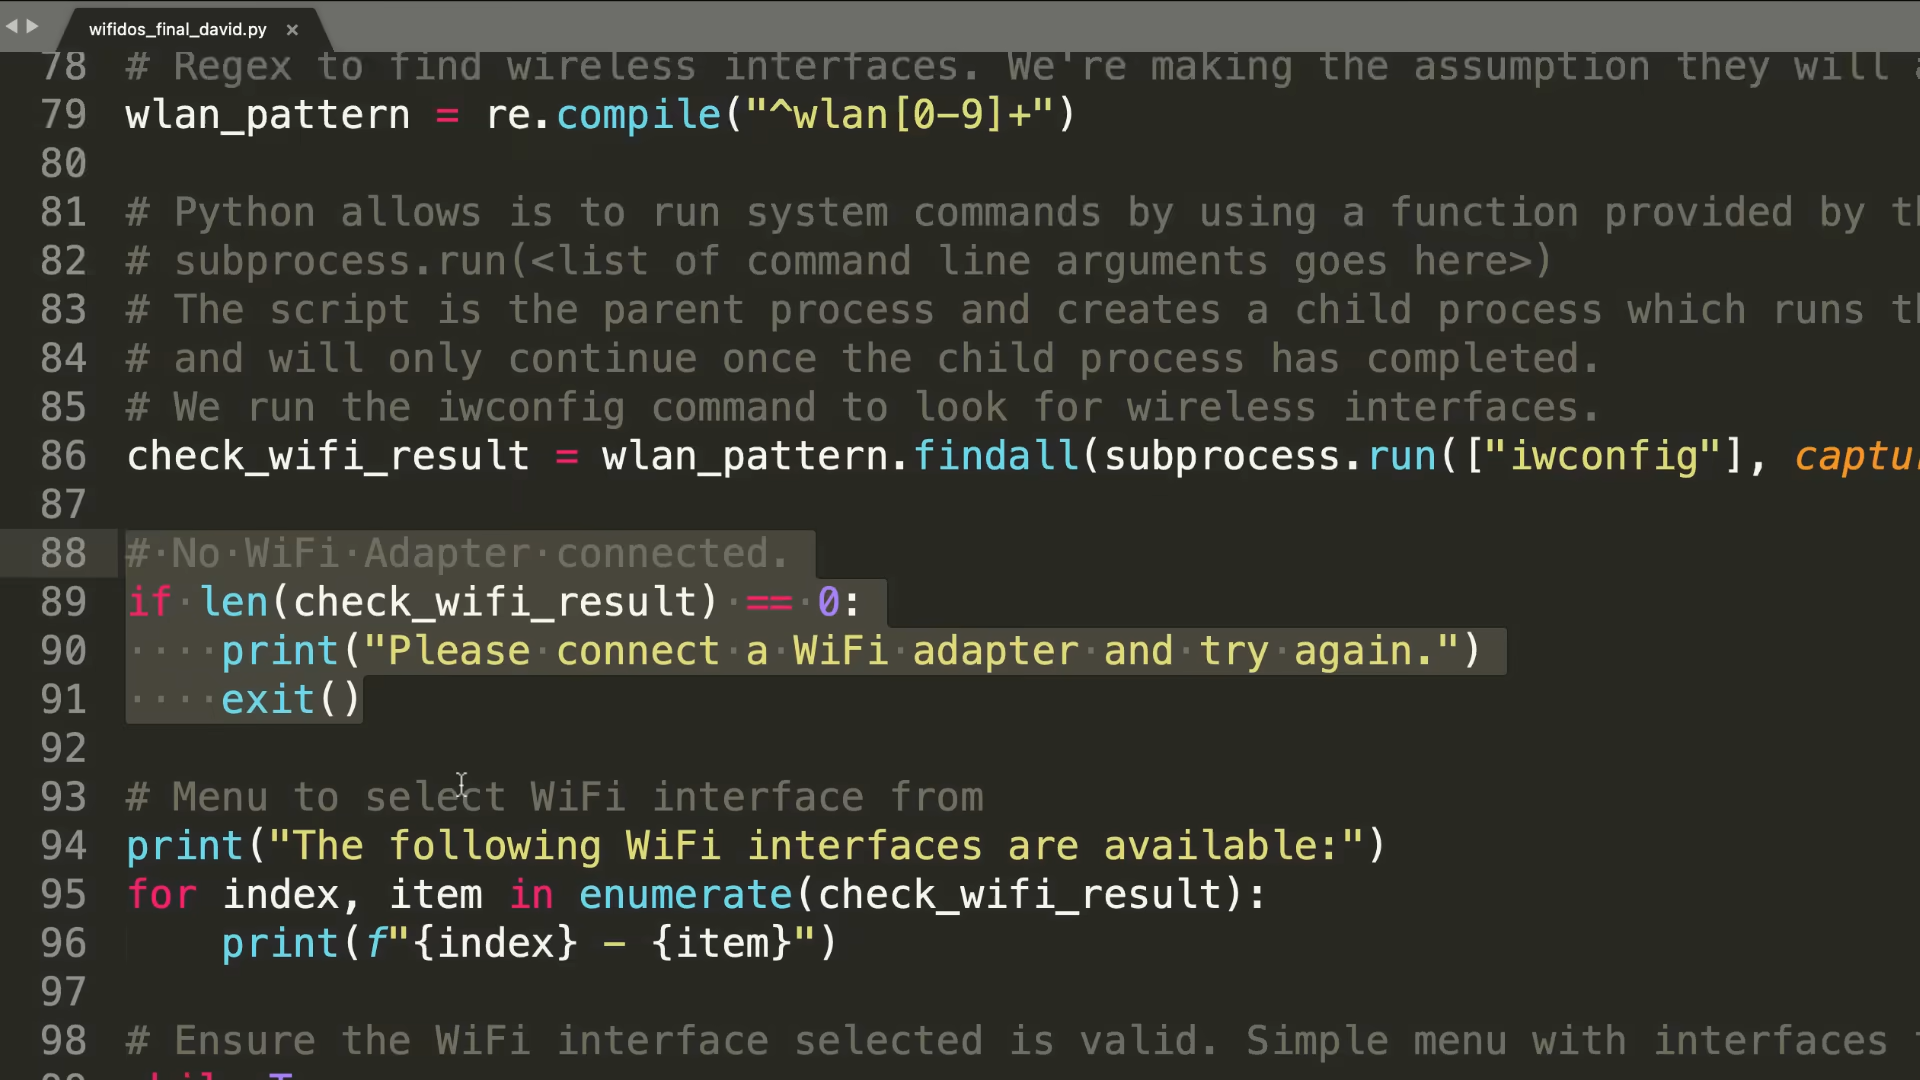 wifidos_final_david.py ×
78 # Regex to find wireless interfaces. We're making the assumption they will
79 wlan_pattern = re.compile("^wlan[0-9]+")
80
81 # Python allows is to run system commands by using a function provided by
82 # subprocess.run(<list of command line arguments goes here>)
83 # The script is the parent process and creates a child process which runs
84 # and will only continue once the child process has completed.
85 # We run the iwconfig command to look for wireless interfaces.
86 check_wifi_result = wlan_pattern.findall(subprocess.run(["iwconfig"],
87
88 # No WiFi Adapter connected.
89 if len(check_wifi_result) == 0:
90 print("Please connect a WiFi adapter and try again.")
91 exit()
92
93 # Menu to select WiFi interface from
94 print("The following WiFi interfaces are available:")
95 for index, item in enumerate(check_wifi_result):
96 print(f"{index} - {item}")
97
98 # Ensure the WiFi interface selected is valid. Simple menu with interfaces